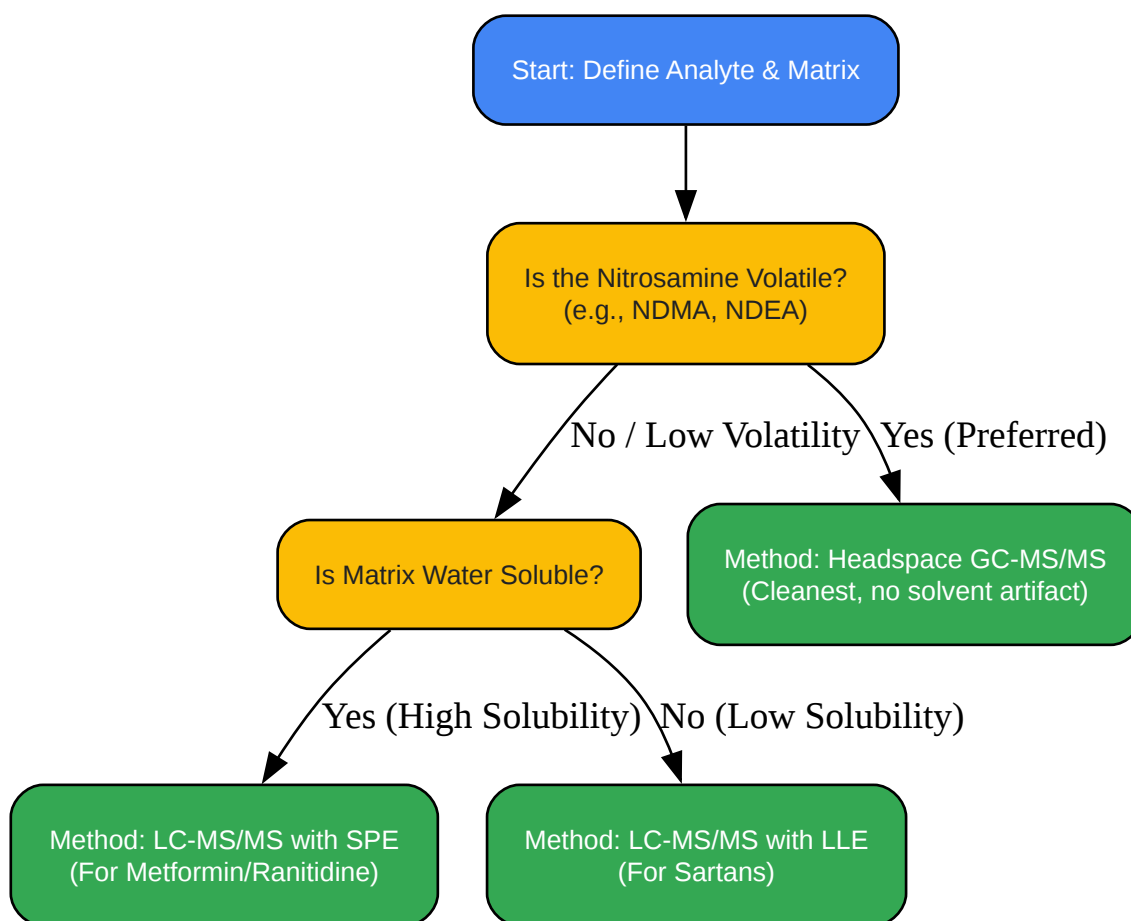 Start: Define Analyte & Matrix
Is the Nitrosamine Volatile?
(e.g., NDMA, NDEA)
No / Low Volatility
Yes (Preferred)
Method: Headspace GC-MS/MS
(Cleanest, no solvent artifact)
Is Matrix Water Soluble?
Yes (High Solubility)
No (Low Solubility)
Method: LC-MS/MS with SPE
(For Metformin/Ranitidine)
Method: LC-MS/MS with LLE
(For Sartans)